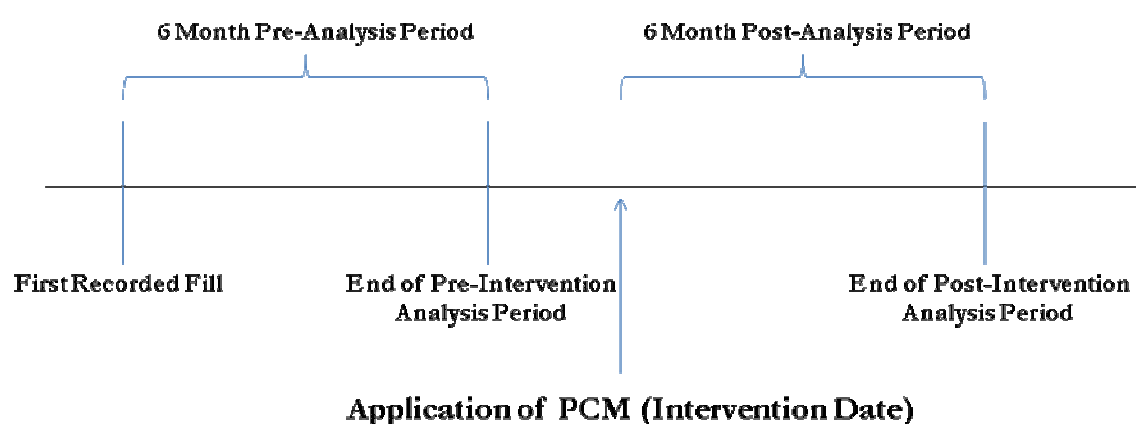 6 Month Pre-Analysis Period
6 Month Post-Analysis Period
First Recorded Fill
End of Pre-Intervention
Analysis Period
End of Post-Intervention
Analysis Period
Application of PCM (Intervention Date)